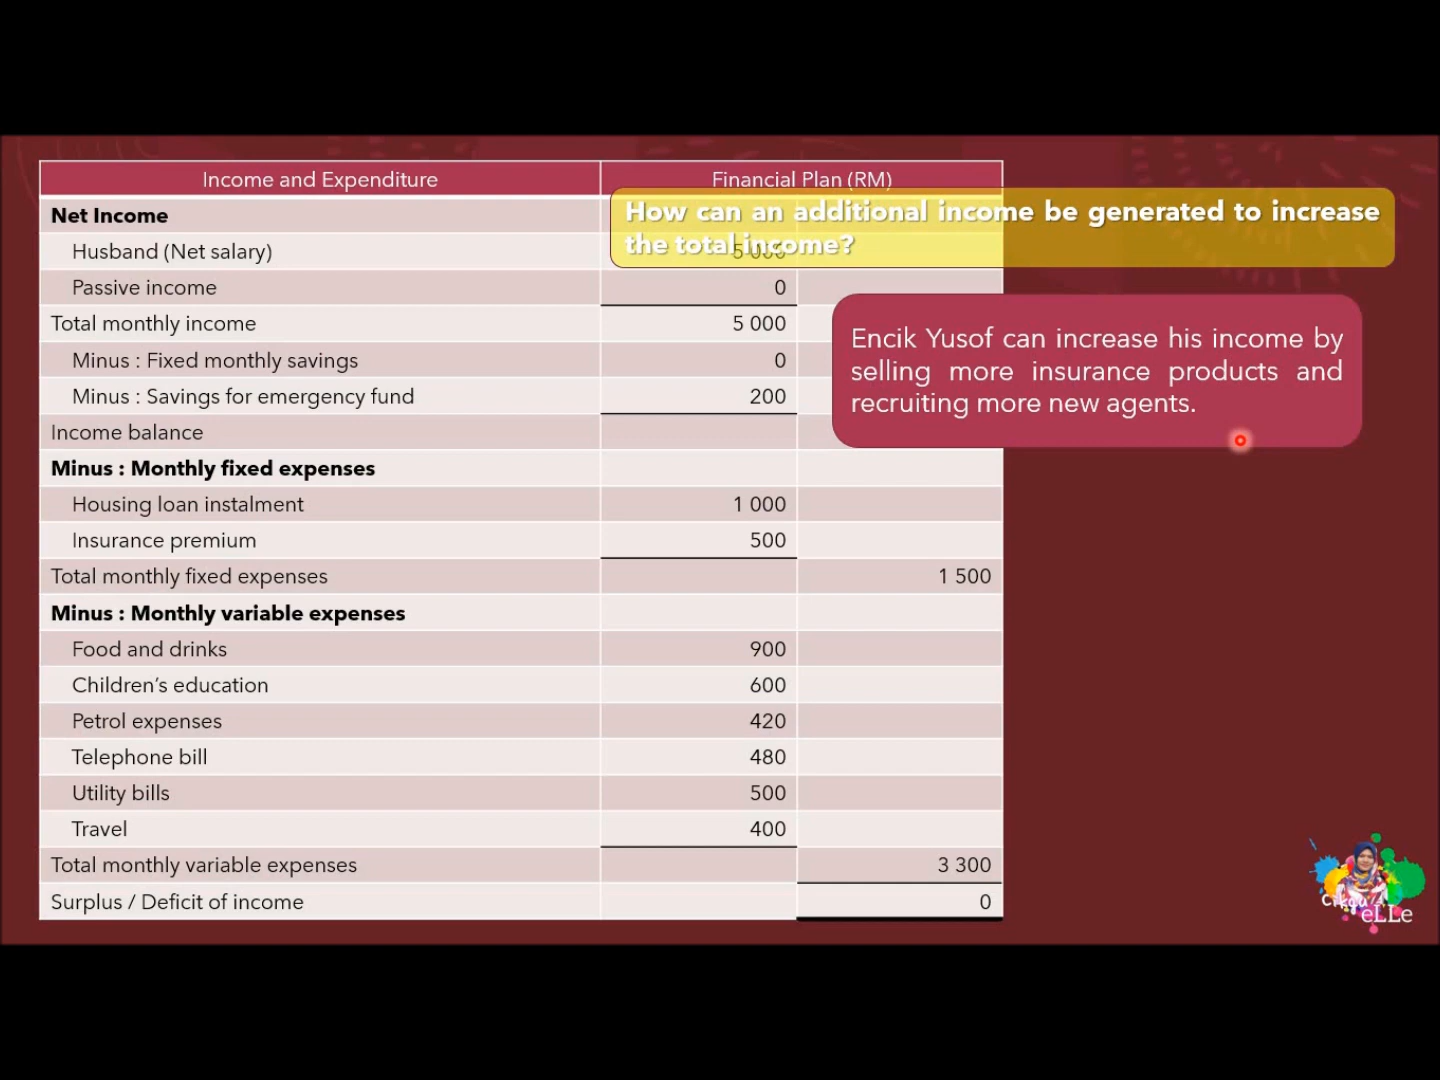 Income and Expenditure Financial Plan (RM)
Net Income
How can an additional income be generated to increase
the total income?
Husband (Net salary) 5 000
Passive income 0
Total monthly income 5 000
Minus : Fixed monthly savings 0
Minus : Savings for emergency fund 200
Income balance
Encik Yusof can increase his income by
selling more insurance products and
recruiting more new agents.
Minus : Monthly fixed expenses
Housing loan instalment 1 000
Insurance premium 500
Total monthly fixed expenses 1 500
Minus : Monthly variable expenses
Food and drinks 900
Children’s education 600
Petrol expenses 420
Telephone bill 480
Utility bills 500
Travel 400
Total monthly variable expenses 3 300
Surplus / Deficit of income 0
Cikgu
eLLe